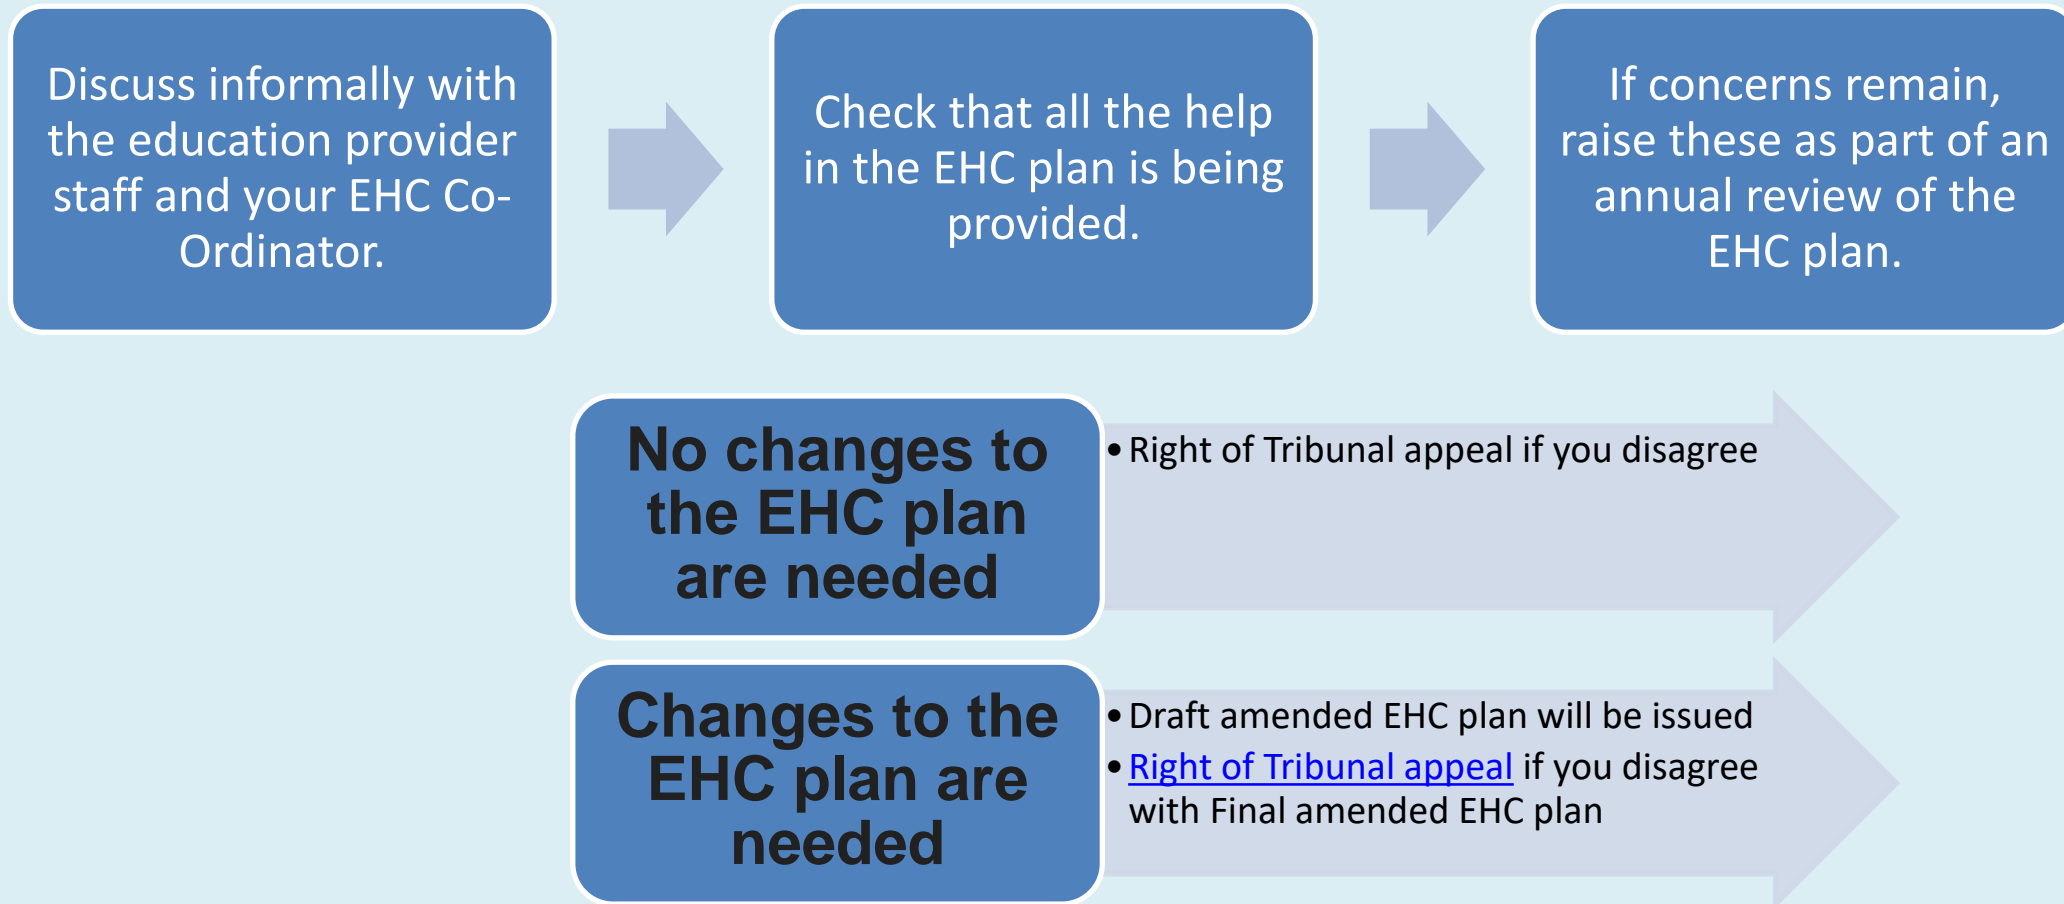 Discuss informally with
the education provider
staff and your EHC Co-
Ordinator.
Check that all the help
in the EHC plan is being
provided.
If concerns remain,
raise these as part of an
annual review of the
EHC plan.
No changes to
the EHC plan
are needed
• Right of Tribunal appeal if you disagree
Changes to the
EHC plan are
needed
• Draft amended EHC plan will be issued
• Right of Tribunal appeal if you disagree
with Final amended EHC plan